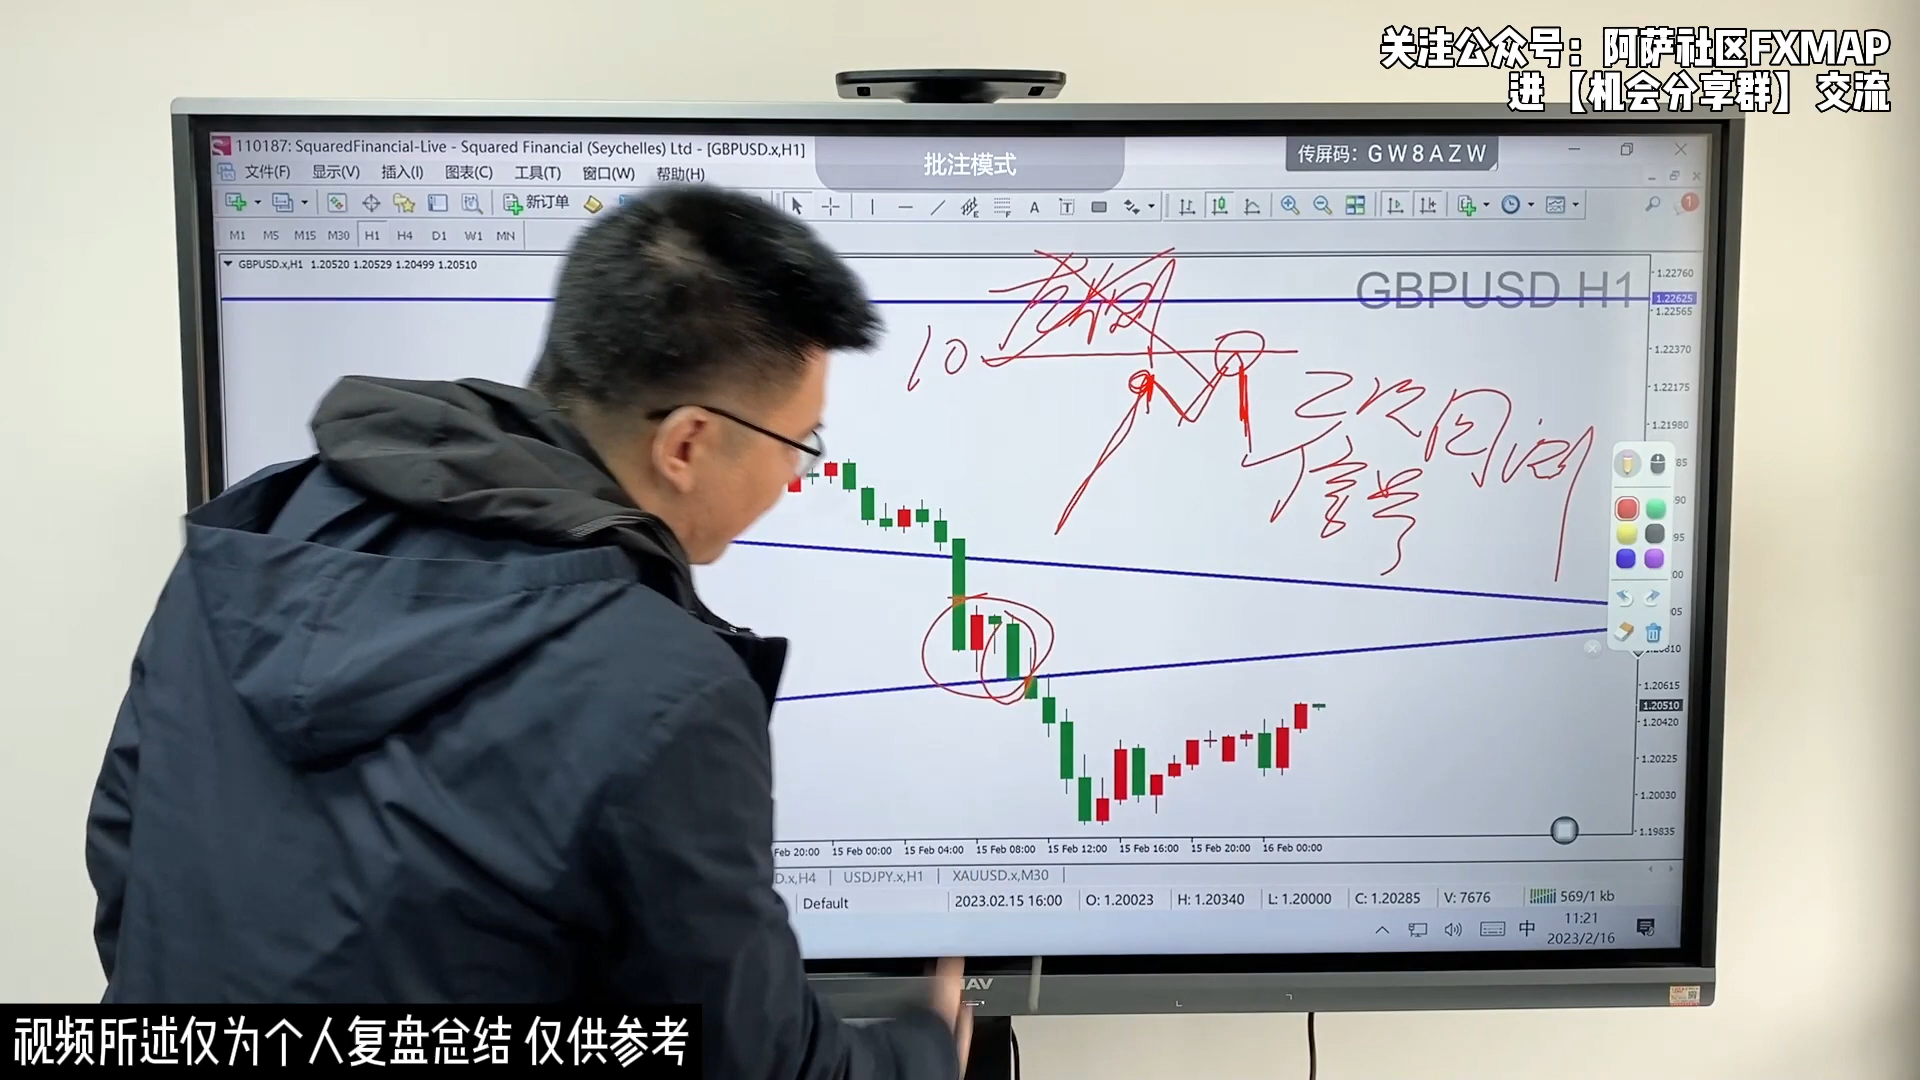 关注公众号：阿萨社区FXMAP
进【机会分享群】 交流
110187: SquaredFinancial-Live - Squared Financial (Seychelles) Ltd - [GBPUSD.x,H1]
批注模式
传屏码：GW8AZW
文件(F) 显示(V) 插入(I) 图表(C) 工具(T) 窗口(W) 帮助(H)
新订单
A T
1
M1 M5 M15 M30 H1 H4 D1 W1 MN
GBPUSD.x,H1 1.20520 1.20529 1.20499 1.20510
GBPUSD H1
1.22760
1.22625
1.22565
1.22370
1.22175
1.21980
10
二次回测
信号
1.20615
1.20510
1.20420
1.20225
1.20030
1.19835
Feb 20:00 15 Feb 00:00 15 Feb 04:00 15 Feb 08:00 15 Feb 12:00 15 Feb 16:00 15 Feb 20:00 16 Feb 00:00
D.x,H4 USDJPY.x,H1 XAUUSD.x,M30
Default 2023.02.15 16:00 O: 1.20023 H: 1.20340 L: 1.20000 C: 1.20285 V: 7676 569/1 kb
中 11:21
2023/2/16
视频所述仅为个人复盘总结 仅供参考